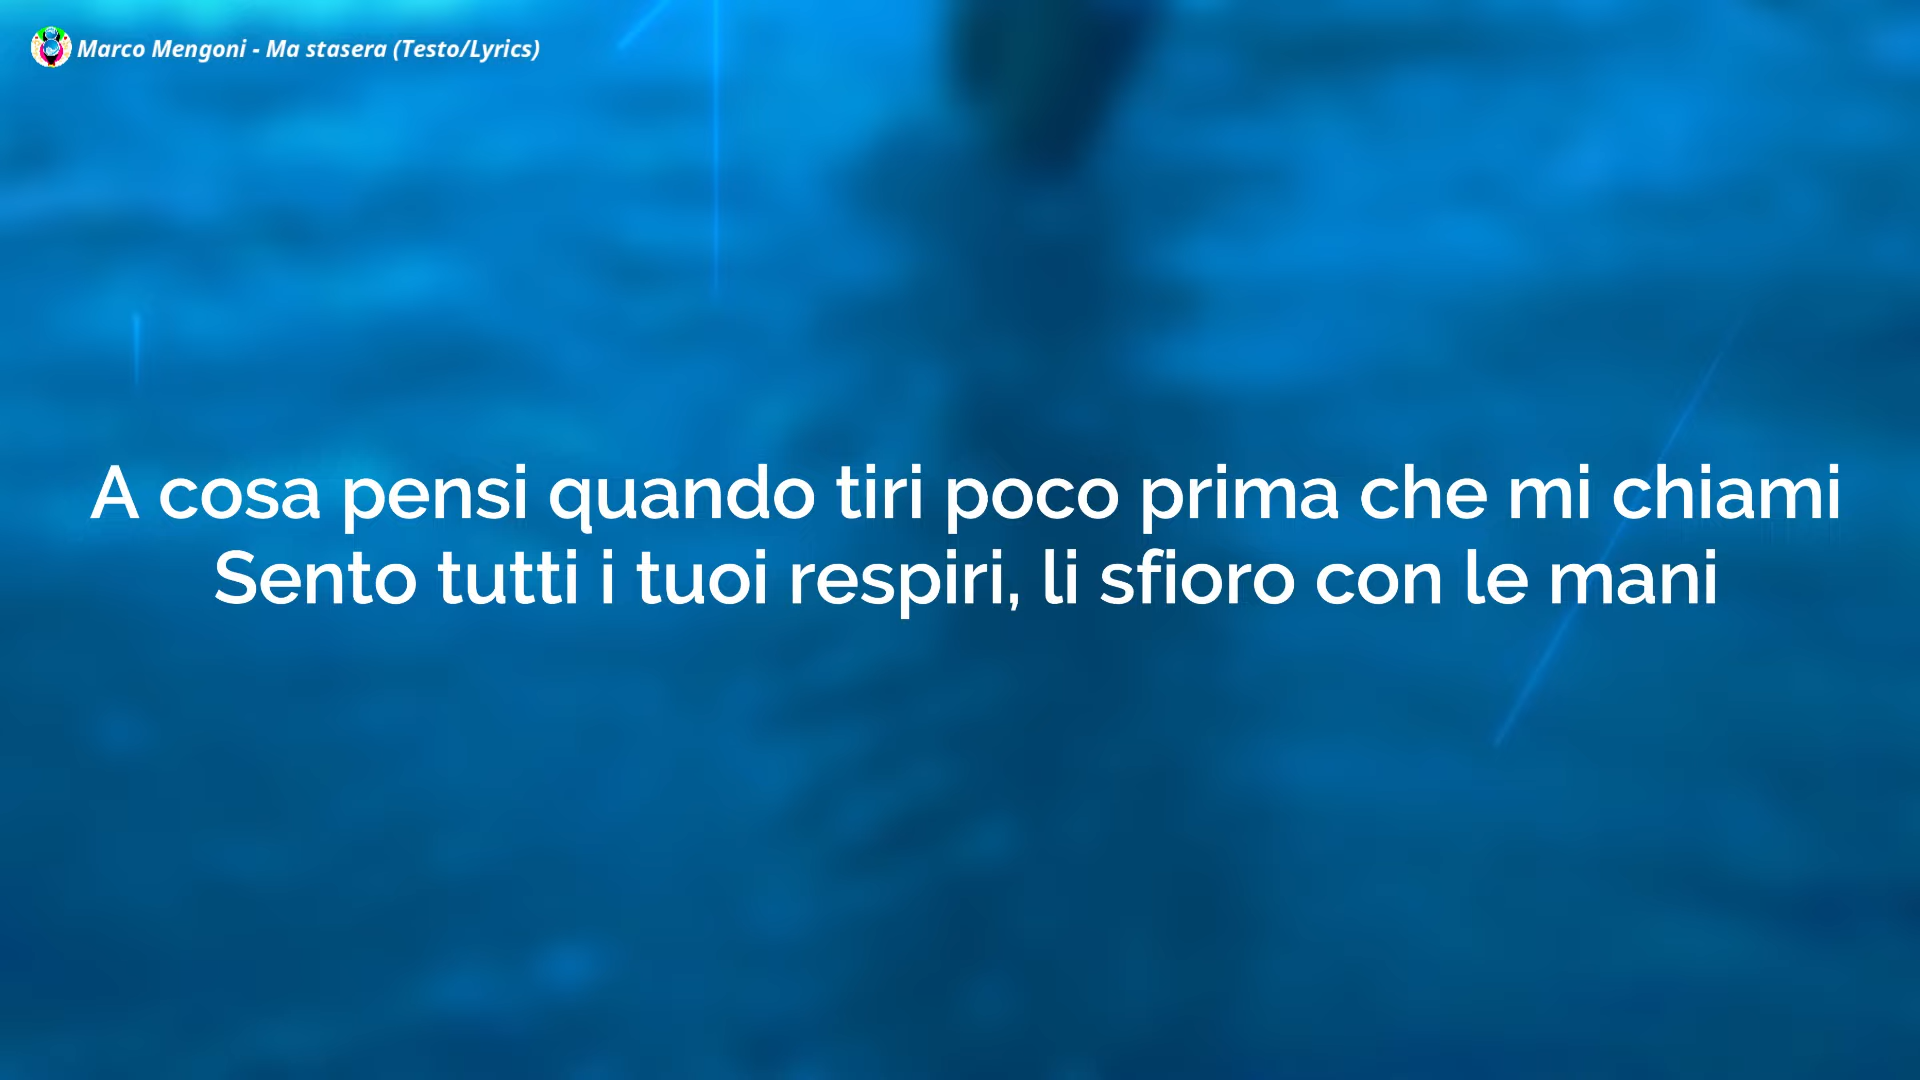 Marco Mengoni - Ma stasera (Testo/Lyrics)
A cosa pensi quando tiri poco prima che mi chiami
Sento tutti i tuoi respiri, li sfioro con le mani